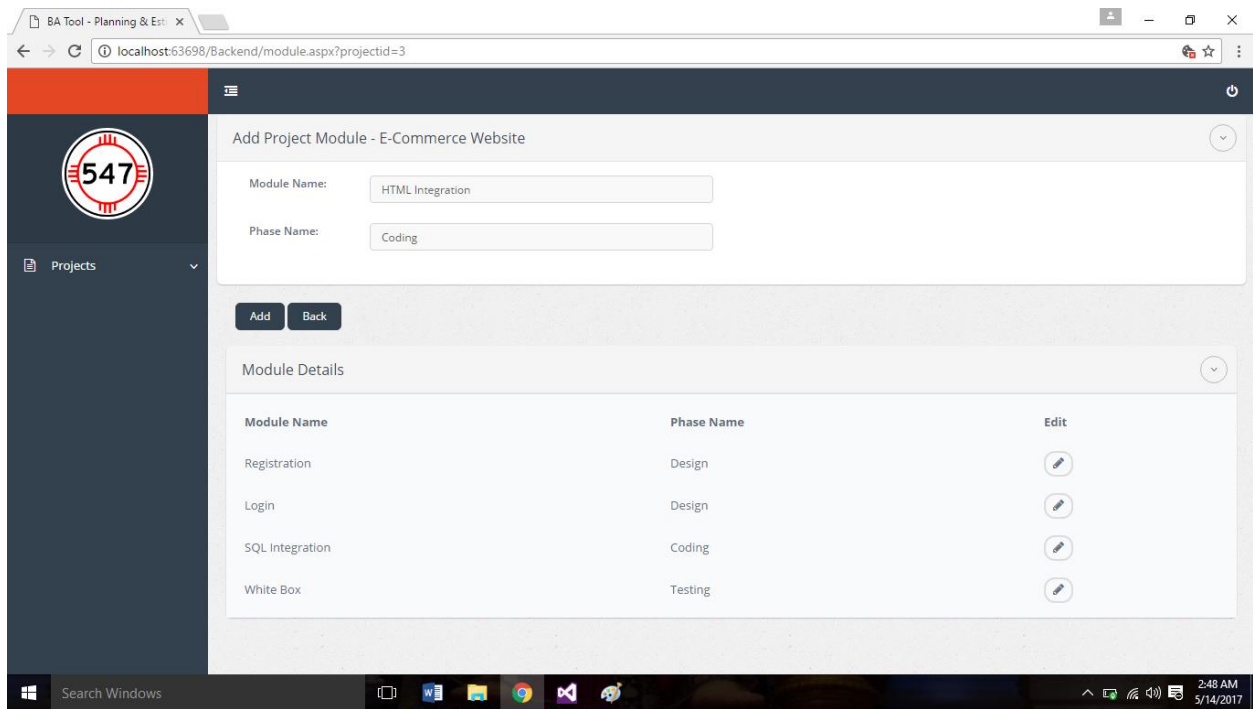 BA Tool - Planning & Esti
localhost:63698/Backend/module.aspx?projectid=3
547
Projects
Add Project Module - E-Commerce Website
Module Name: HTML Integration
Phase Name: Coding
Add Back
Module Details
Module Name Phase Name Edit
Registration Design
Login Design
SQL Integration Coding
White Box Testing
Search Windows
2:48 AM
5/14/2017